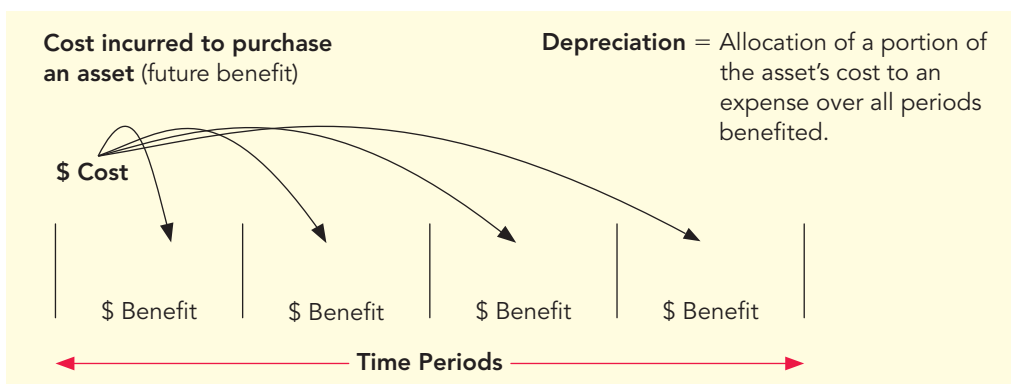 Cost incurred to purchase
an asset (future benefit)
Depreciation = Allocation of a portion of
the asset's cost to an
expense over all periods
benefited.
$ Cost
$ Benefit
$ Benefit
$ Benefit
$ Benefit
Time Periods